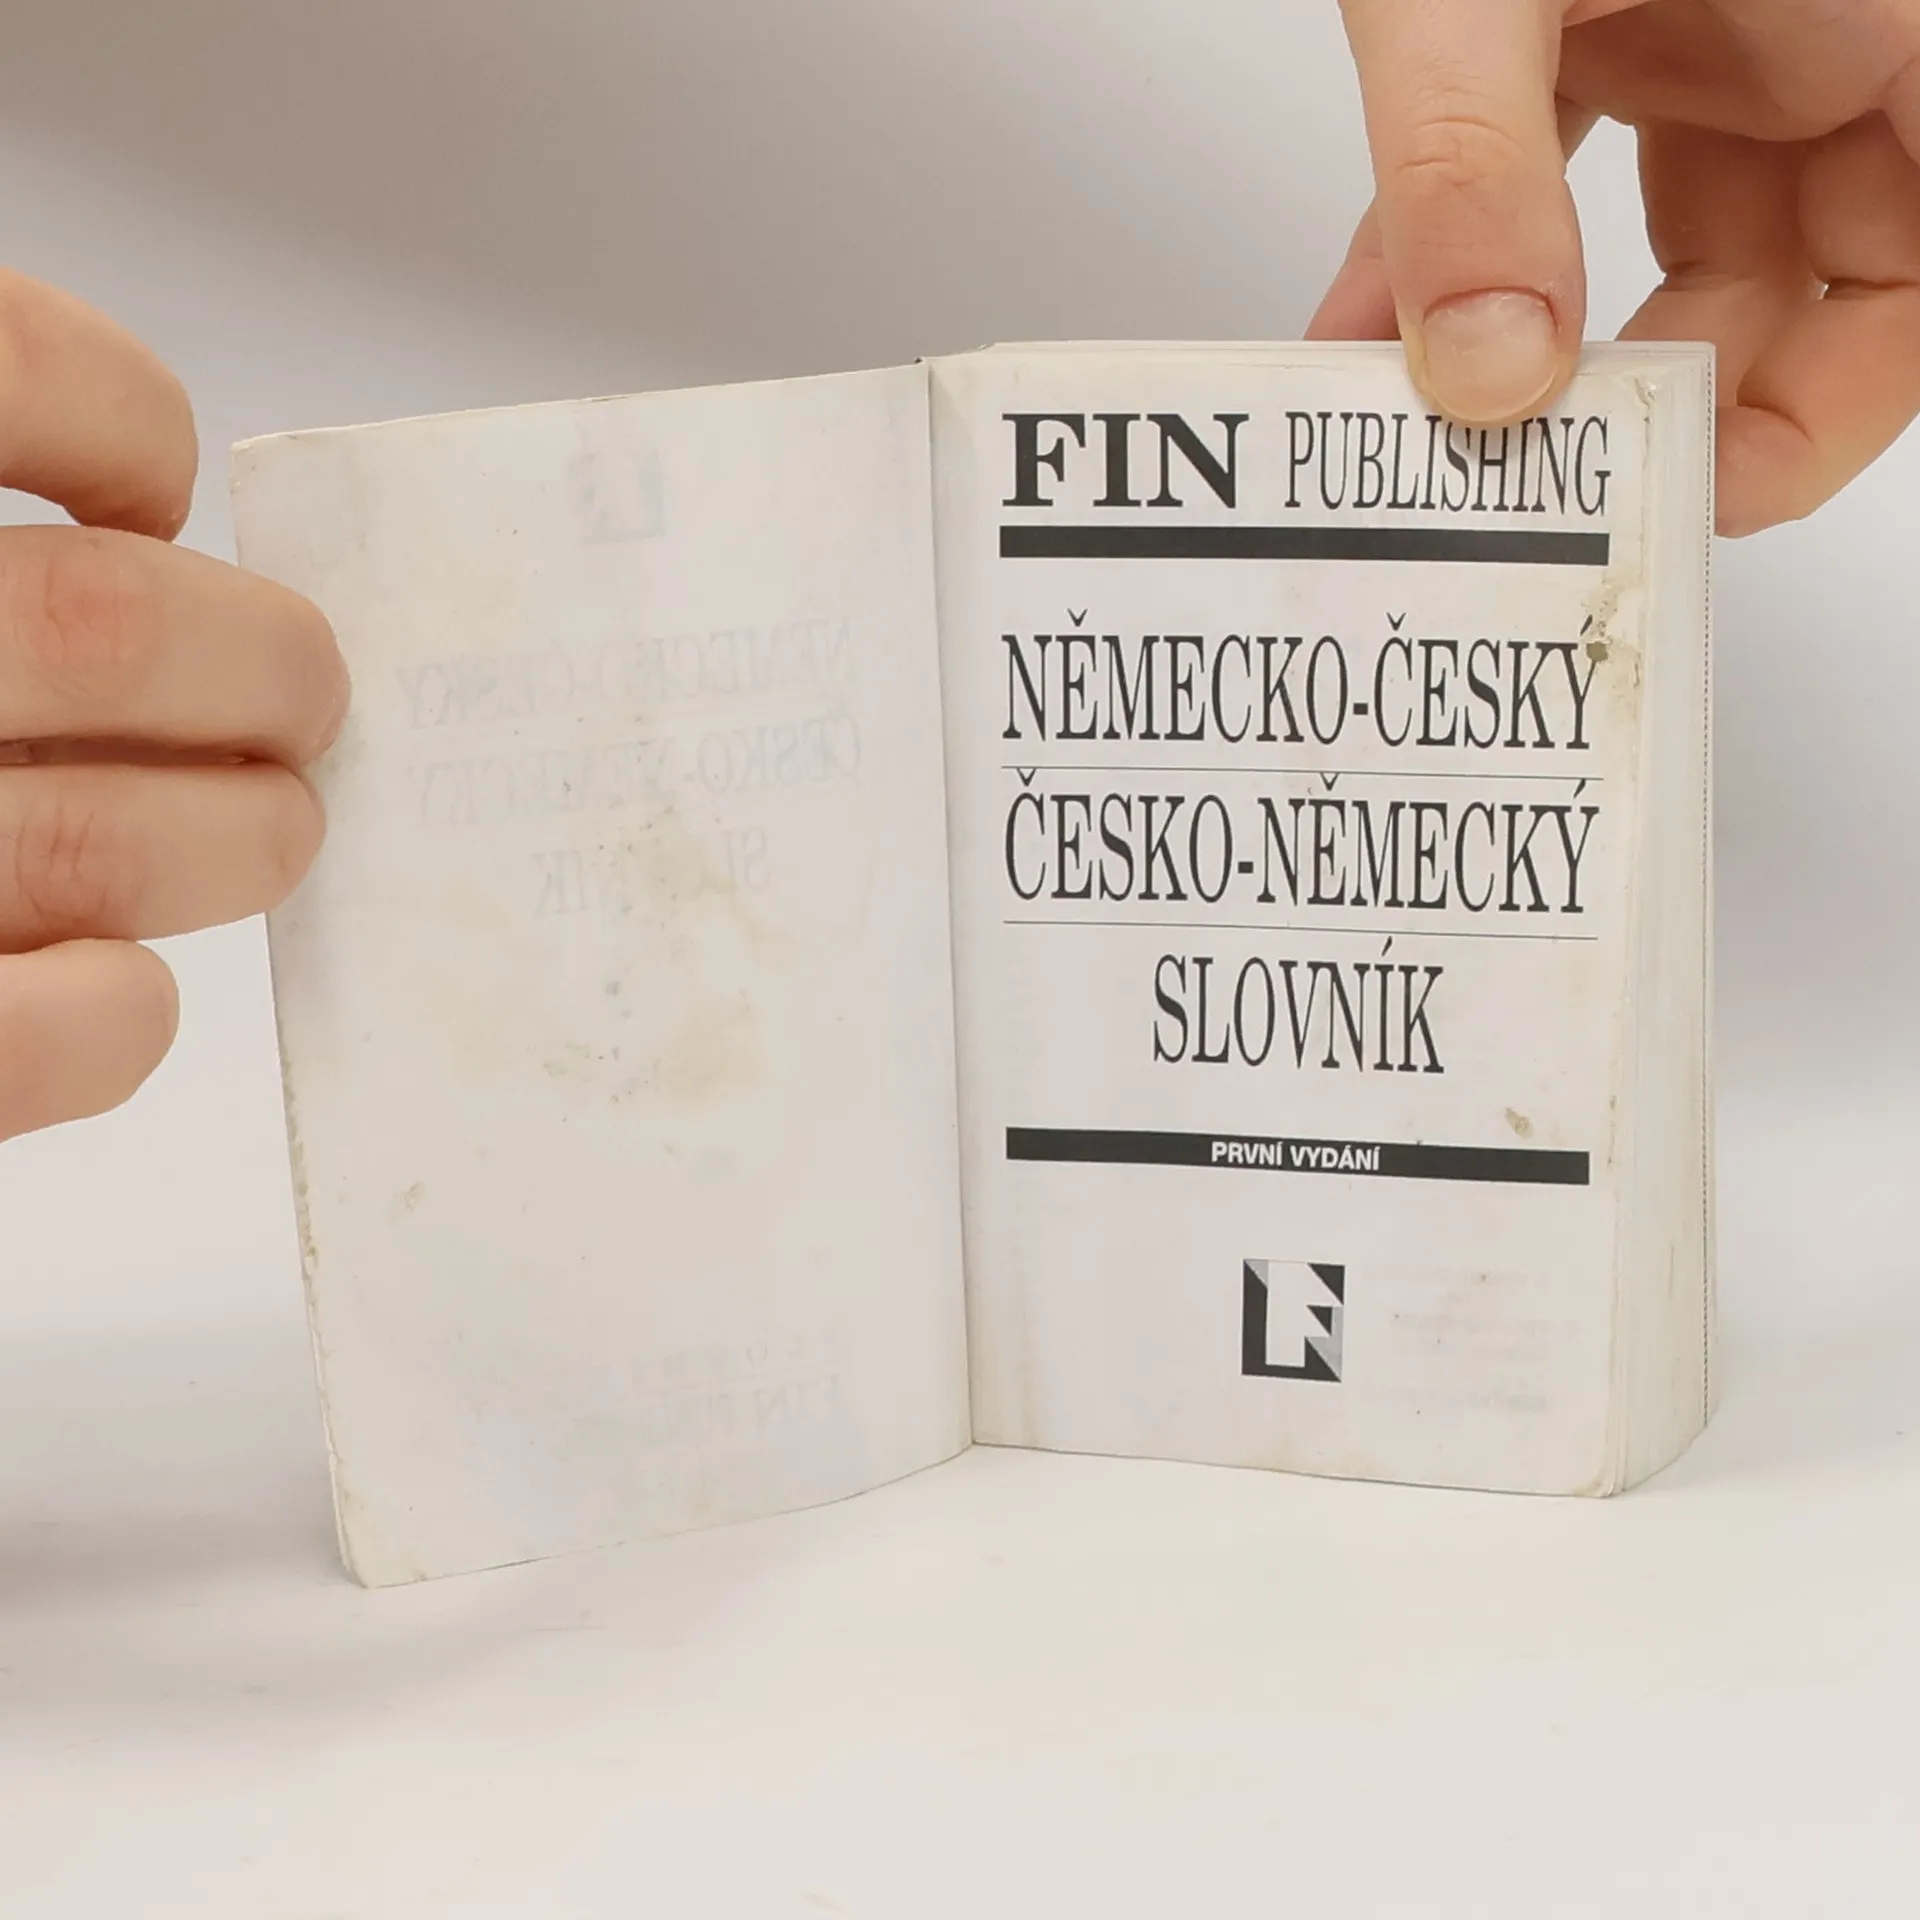 FIN PUBLISHING
NĚMECKO-ČESKÝ
ČESKO-NĚMECKÝ
SLOVNÍK
PRVNÍ VYDÁNÍ
F